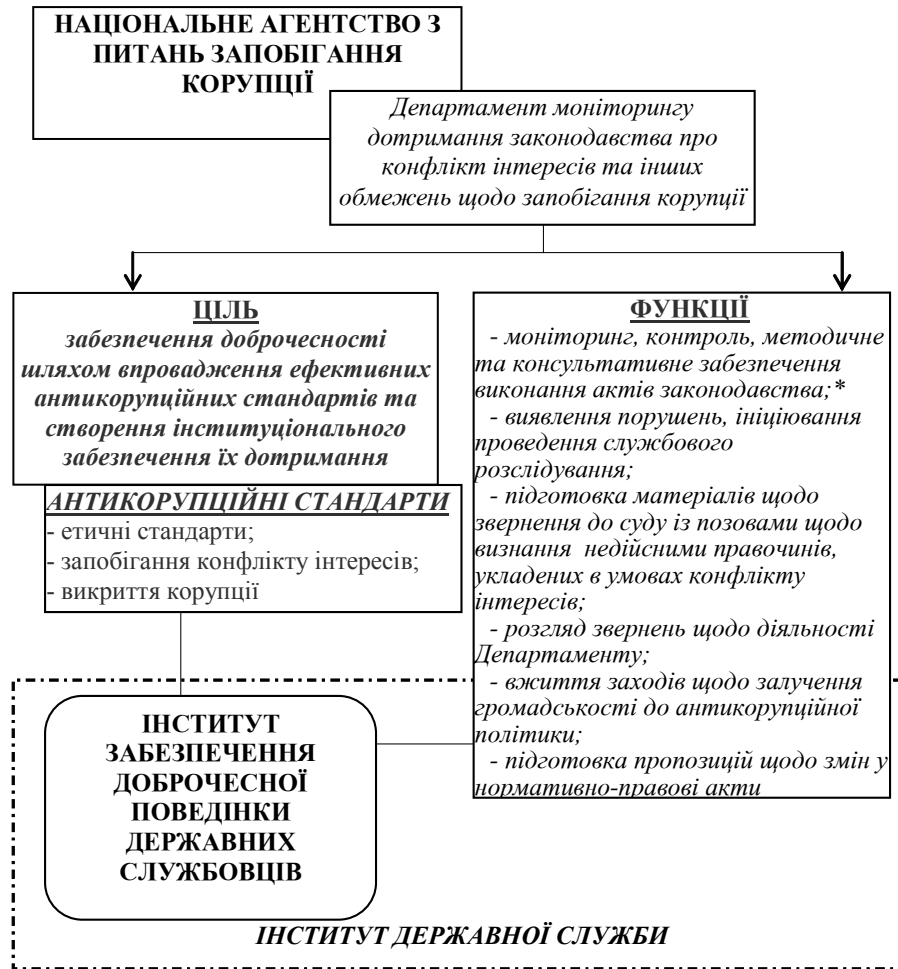 НАЦІОНАЛЬНЕ АГЕНТСТВО З
ПИТАНЬ ЗАПОБІГАННЯ
КОРУПЦІЇ
Департамент моніторингу
дотримання законодавства про
конфлікт інтересів та інших
обмежень щодо запобігання корупції
ЦІЛЬ
забезпечення доброчесності
шляхом впровадження ефективних
антикорупційних стандартів та
створення інституціонального
забезпечення їх дотримання
АНТИКОРУПЦІЙНІ СТАНДАРТИ
- етичні стандарти;
- запобігання конфлікту інтересів;
- викриття корупції
ФУНКЦІЇ
- моніторинг, контроль, методичне
та консультативне забезпечення
виконання актів законодавства;*
- виявлення порушень, ініціювання
проведення службового
розслідування;
- підготовка матеріалів щодо
звернення до суду із позовами щодо
визнання недійсними правочинів,
укладених в умовах конфлікту
інтересів;
- розгляд звернень щодо діяльності
Департаменту;
- вжиття заходів щодо залучення
громадськості до антикорупційної
політики;
- підготовка пропозицій щодо змін у
нормативно-правові акти
ІНСТИТУТ
ЗАБЕЗПЕЧЕННЯ
ДОБРОЧЕСНОЇ
ПОВЕДІНКИ
ДЕРЖАВНИХ
СЛУЖБОВЦІВ
ІНСТИТУТ ДЕРЖАВНОЇ СЛУЖБИ